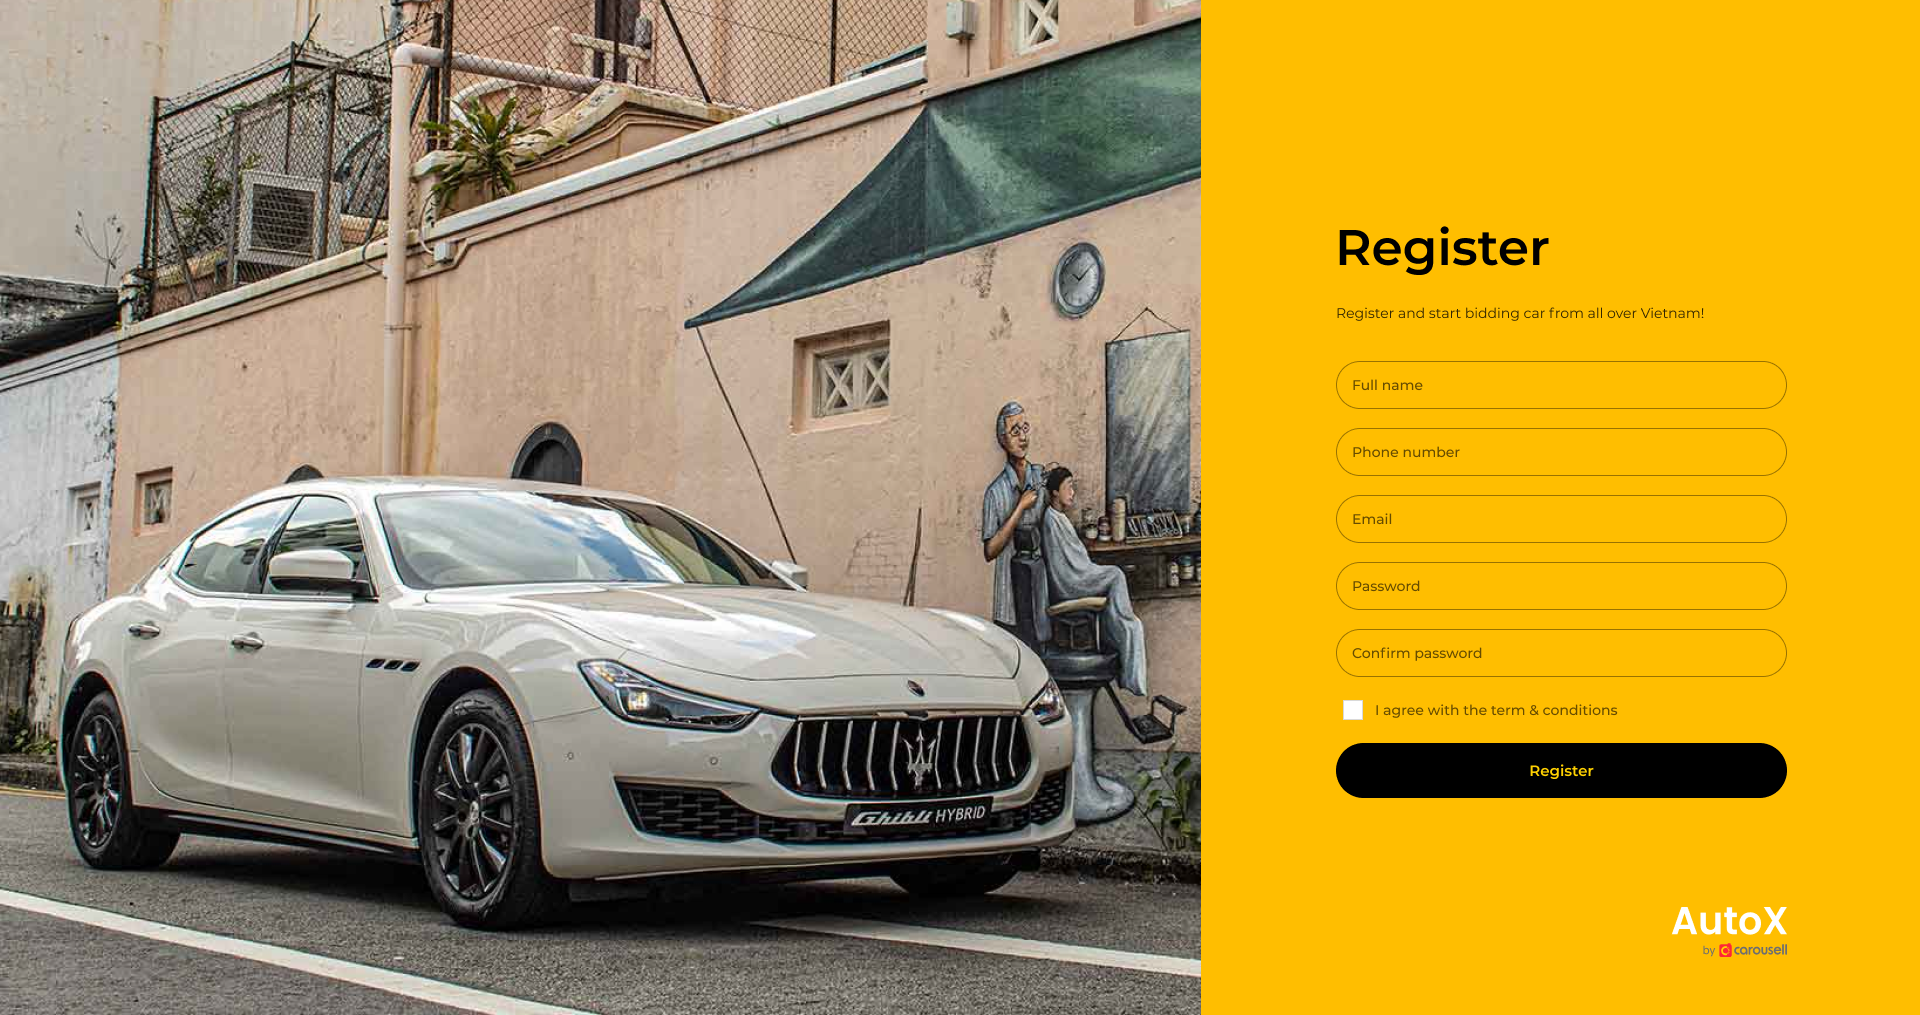 Register
Register and start bidding car from all over Vietnam!
Full name
Phone number
Email
Password
Confirm password
I agree with the term & conditions
Register
AutoX
by carousell
Ghibli HYBRID